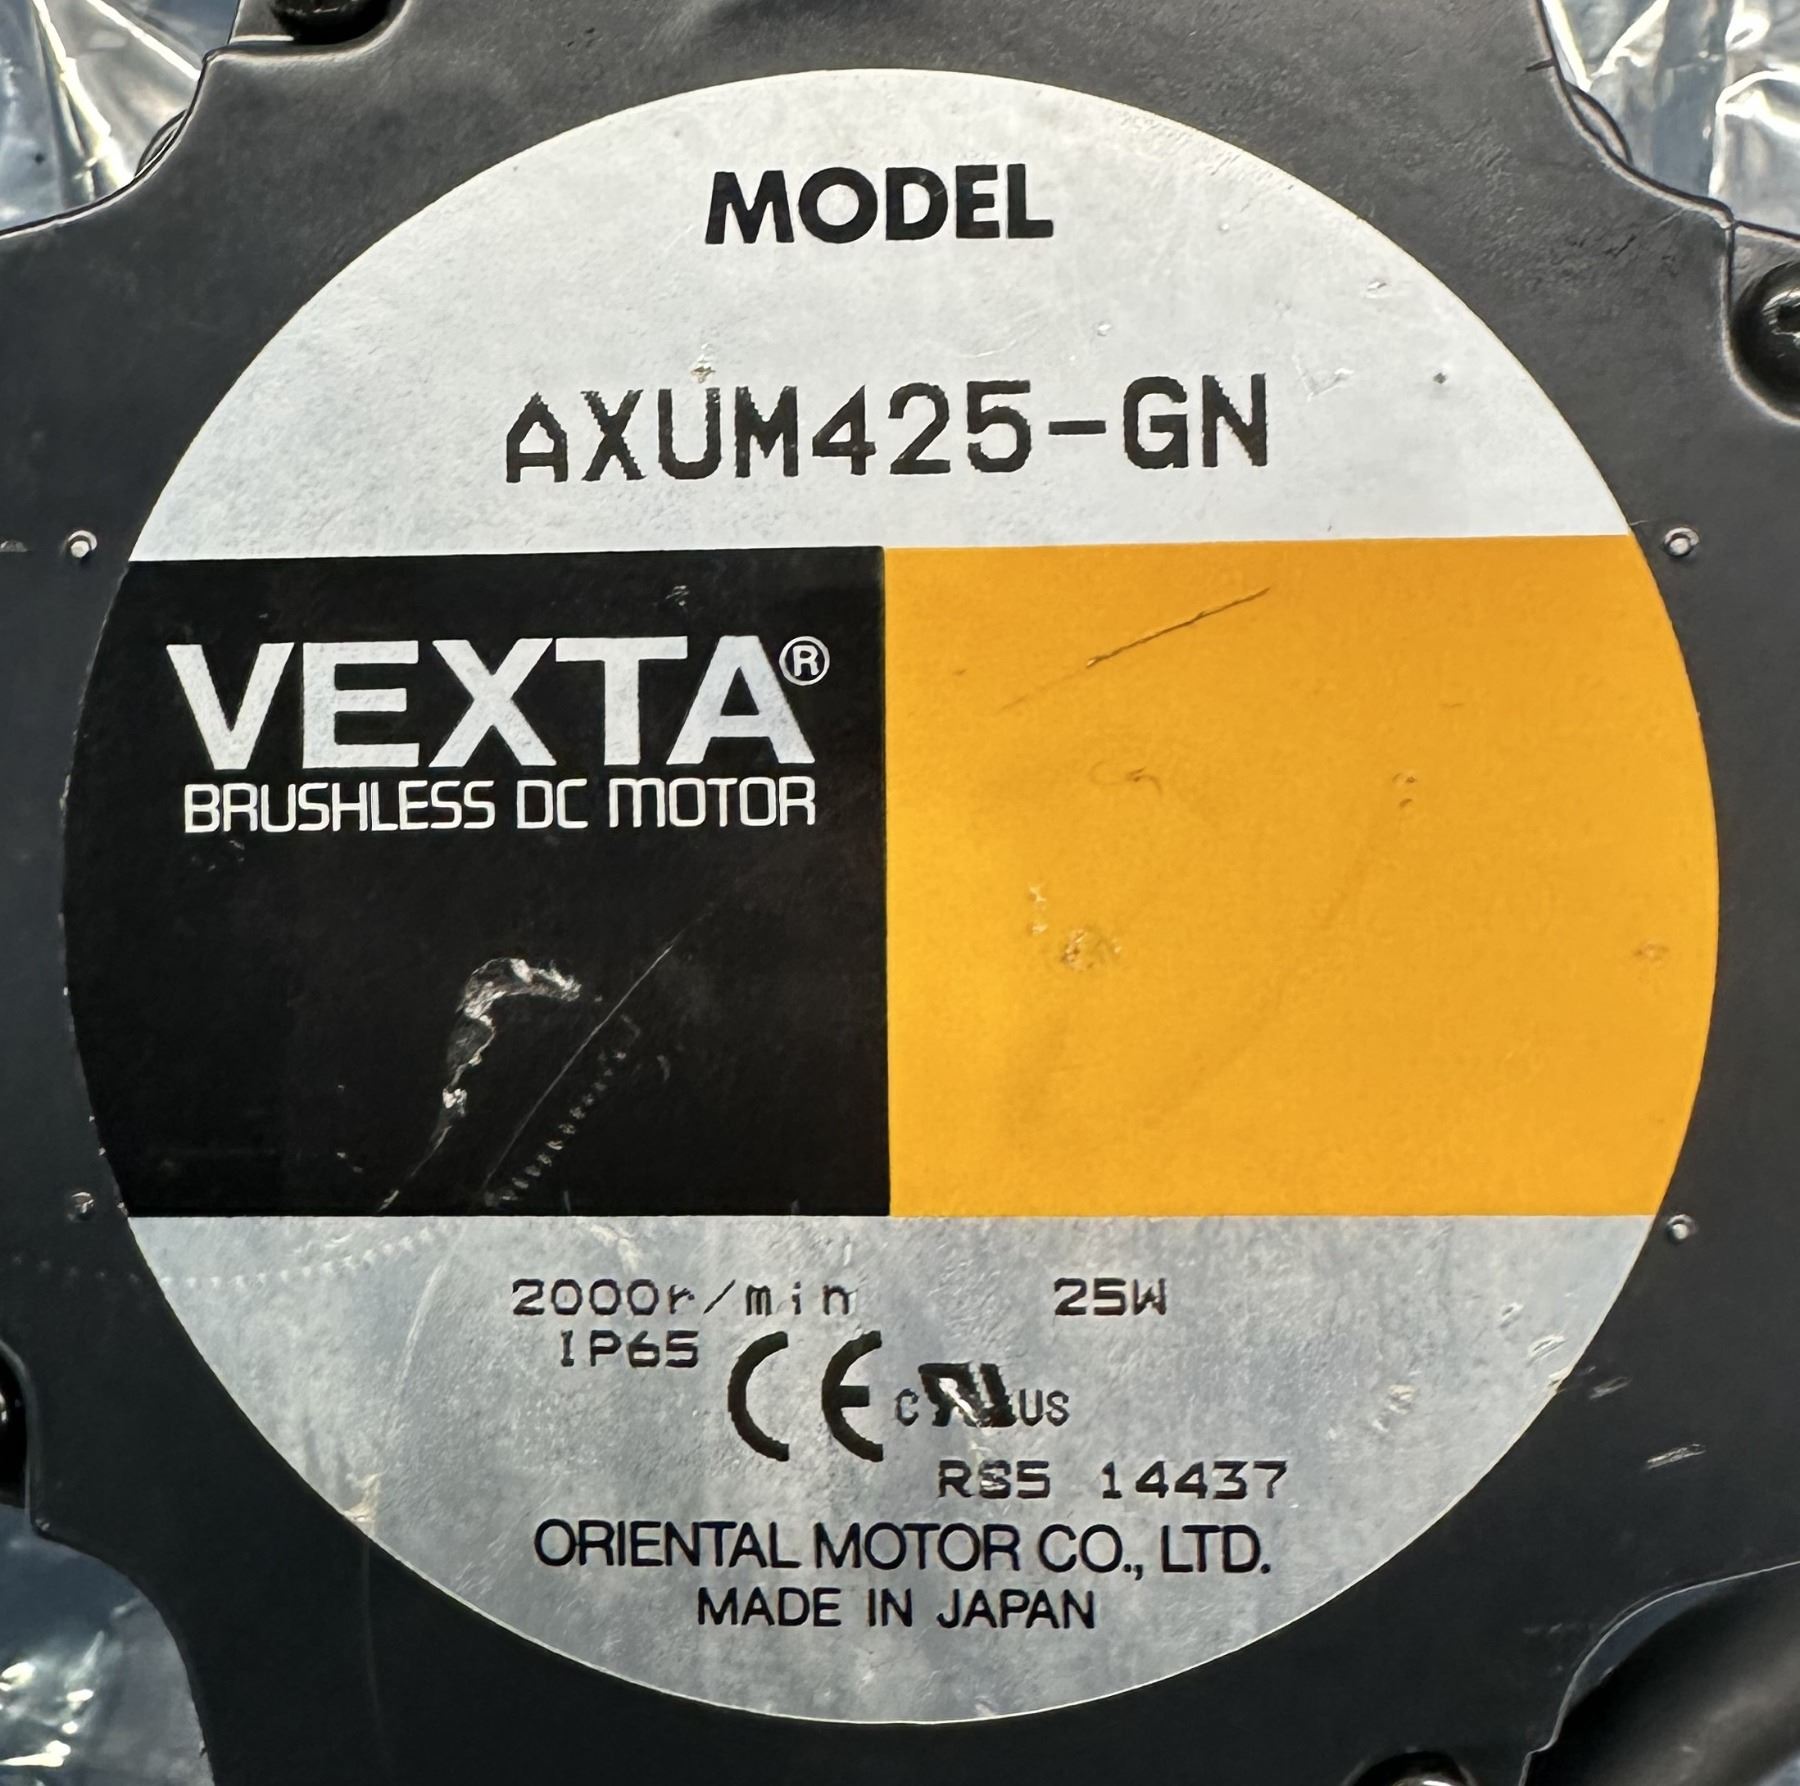 MODEL
AXUM425-GN
VEXTA®
BRUSHLESS DC MOTOR
2000r/min 25W
IP65 CE c US
RS5 14437
ORIENTAL MOTOR CO., LTD.
MADE IN JAPAN